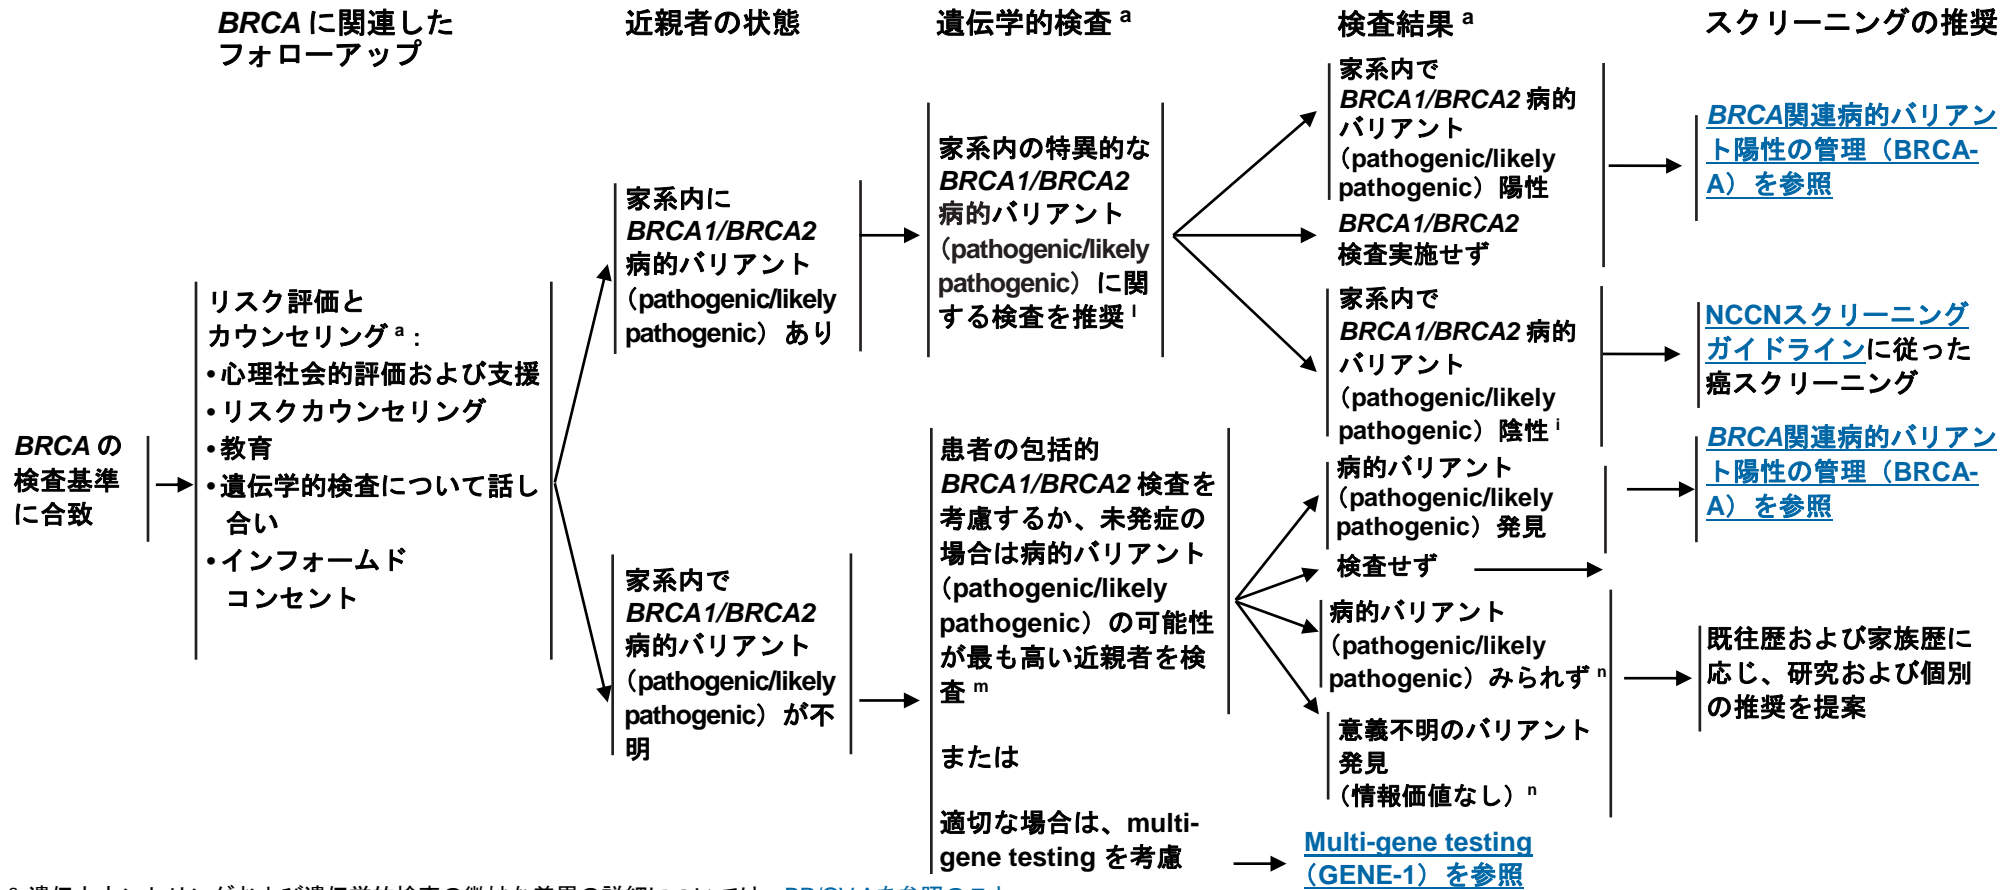 BRCA に関連した
フォローアップ
近親者の状態
遺伝学的検査 a
検査結果 a
スクリーニングの推奨
BRCA の
検査基準
に合致
リスク評価と
カウンセリング a：
• 心理社会的評価および支援
• リスクカウンセリング
• 教育
• 遺伝学的検査について話し
合い
• インフォームド
コンセント
家系内に
BRCA1/BRCA2
病的バリアント
（pathogenic/likely
pathogenic）あり
家系内で
BRCA1/BRCA2
病的バリアント
（pathogenic/likely
pathogenic）が不
明
家系内の特異的な
BRCA1/BRCA2
病的バリアント
（pathogenic/likely
pathogenic）に関
する検査を推奨 l
患者の包括的
BRCA1/BRCA2 検査を
考慮するか、未発症の
場合は病的バリアント
（pathogenic/likely
pathogenic）の可能性
が最も高い近親者を検
査 m
または
適切な場合は、multi-
gene testing を考慮
家系内で
BRCA1/BRCA2 病的
バリアント
（pathogenic/likely
pathogenic）陽性
BRCA1/BRCA2
検査実施せず
家系内で
BRCA1/BRCA2 病的
バリアント
（pathogenic/likely
pathogenic）陰性 i
病的バリアント
（pathogenic/likely
pathogenic）発見
検査せず
病的バリアント
（pathogenic/likely
pathogenic）みられず n
意義不明のバリアント
発見
（情報価値なし）n
Multi-gene testing
（GENE-1）を参照
BRCA関連病的バリアン
ト陽性の管理（BRCA-
A）を参照
NCCNスクリーニング
ガイドラインに従った
癌スクリーニング
BRCA関連病的バリアン
ト陽性の管理（BRCA-
A）を参照
既往歴および家族歴に
応じ、研究および個別
の推奨を提案